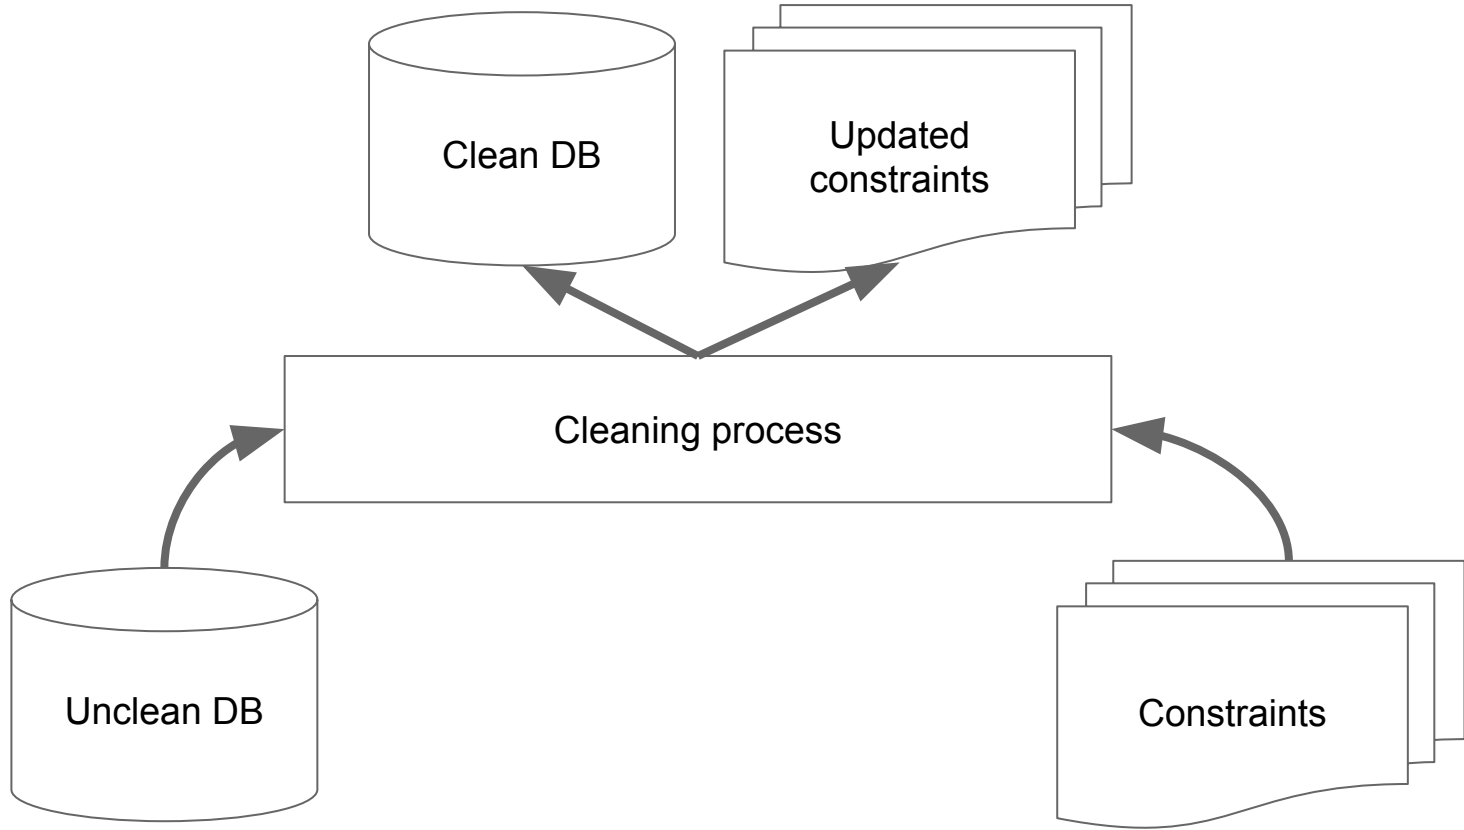 Clean DB
Updated
constraints
Cleaning process
Unclean DB
Constraints